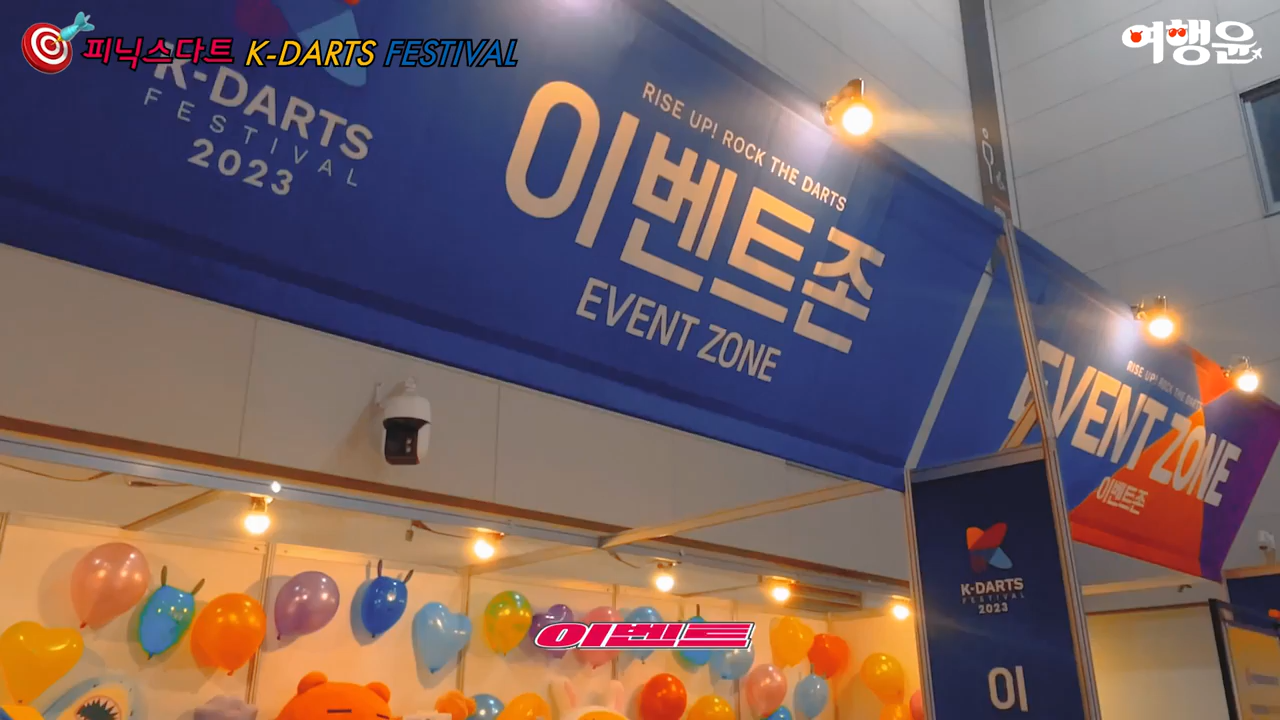 피닉스다트 K-DARTS FESTIVAL
여행윤
K-DARTS
FESTIVAL
2023
RISE UP! ROCK THE DARTS
이벤트존
EVENT ZONE
RISE UP! ROCK THE DARTS
EVENT ZONE
이벤트존
K-DARTS
FESTIVAL
2023
이
이벤트